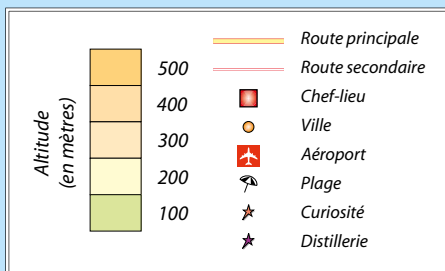 Altitude
(en mètres)
500
400
300
200
100
Route principale
Route secondaire
Chef-lieu
Ville
Aéroport
Plage
Curiosité
Distillerie